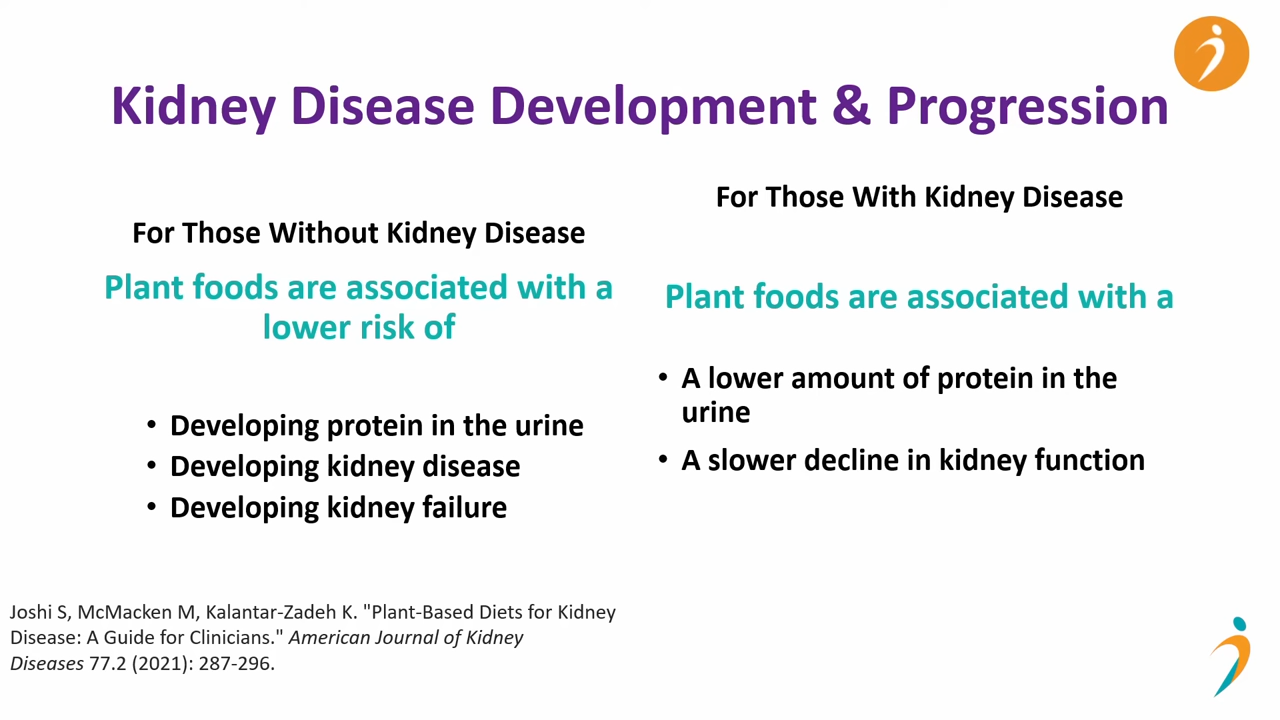 Kidney Disease Development & Progression
For Those Without Kidney Disease
Plant foods are associated with a
lower risk of
• Developing protein in the urine
• Developing kidney disease
• Developing kidney failure
For Those With Kidney Disease
Plant foods are associated with a
• A lower amount of protein in the
urine
• A slower decline in kidney function
Joshi S, McMacken M, Kalantar-Zadeh K. "Plant-Based Diets for Kidney
Disease: A Guide for Clinicians." American Journal of Kidney
Diseases 77.2 (2021): 287-296.